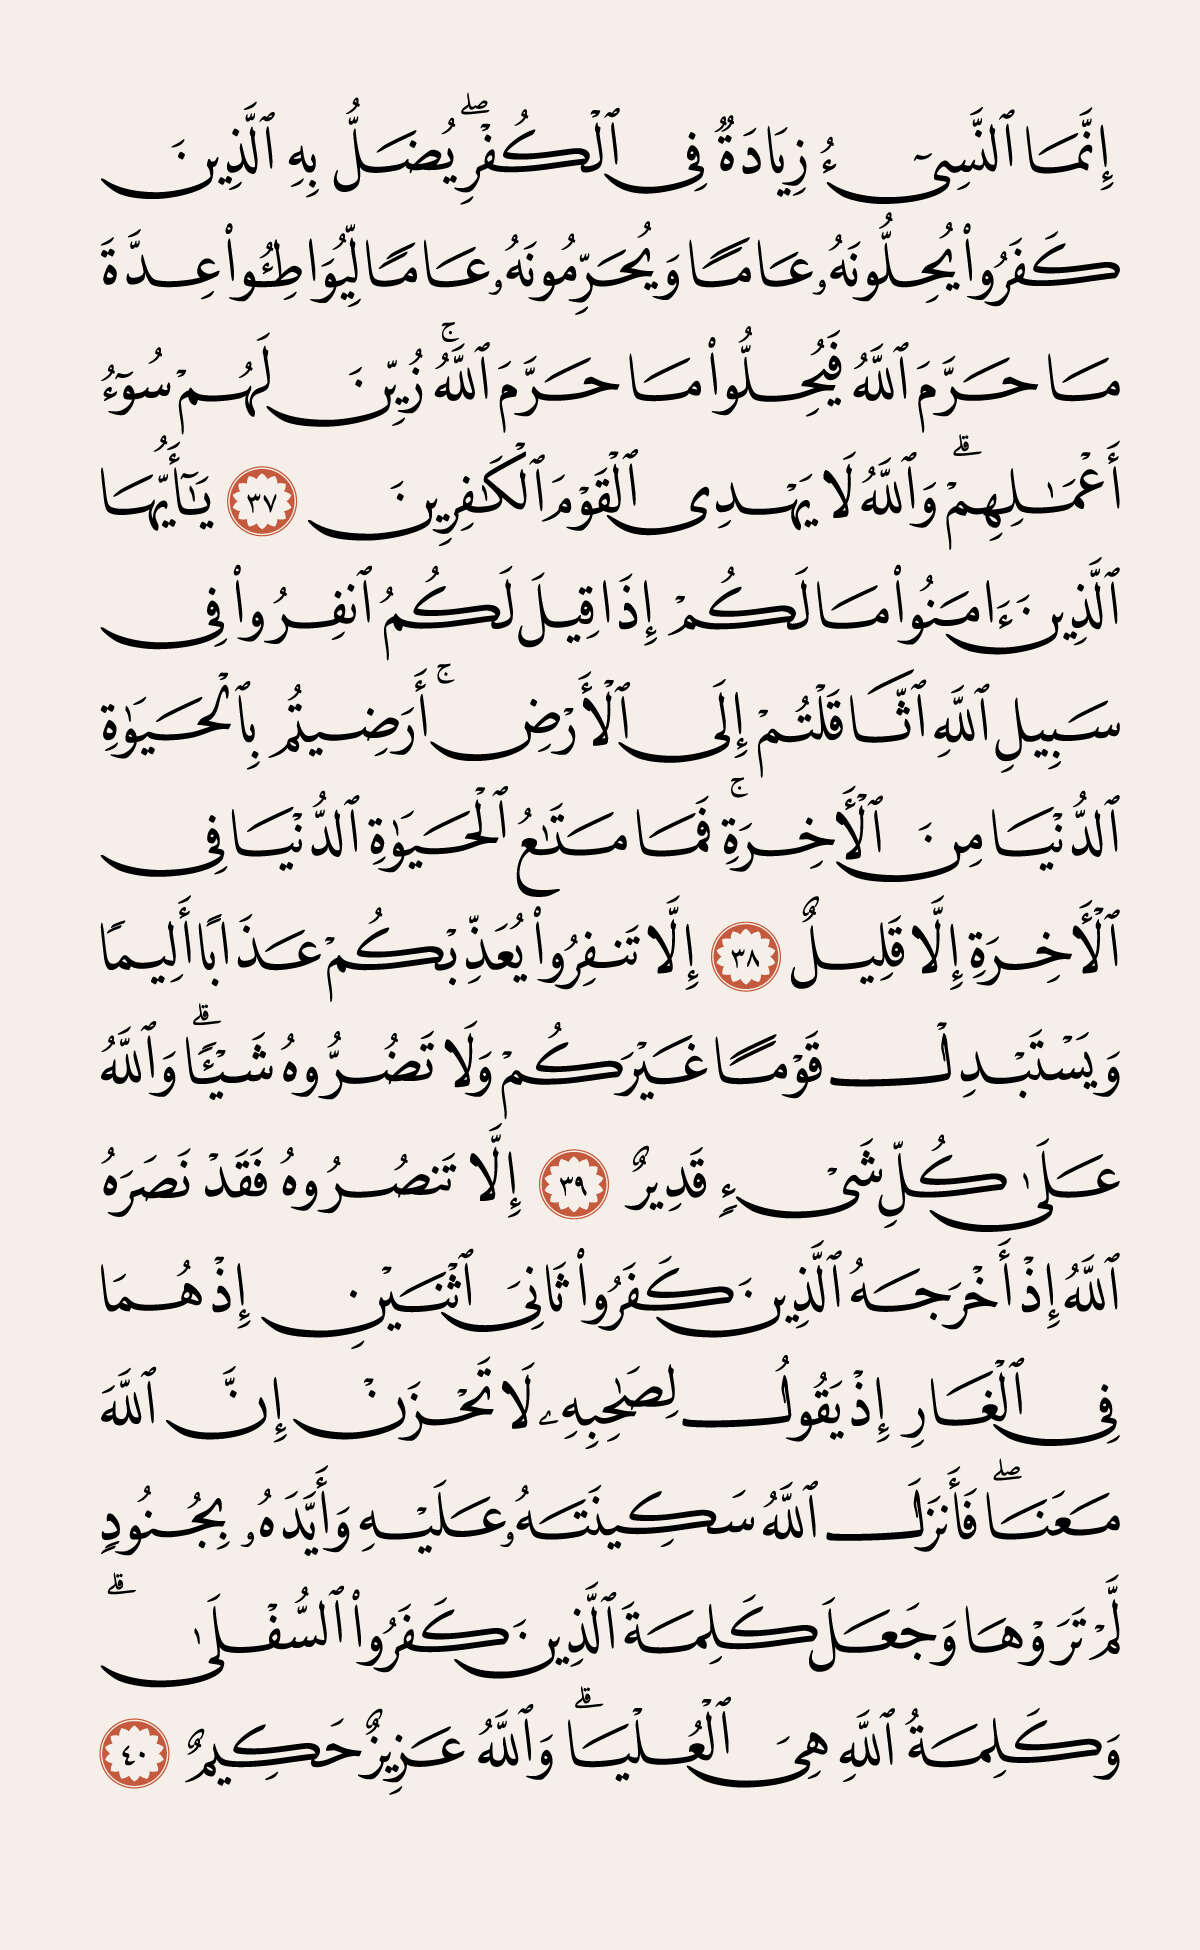 إِنَّمَا ٱلنَّسِىٓءُ زِيَادَةٌ فِى ٱلْكُفْرِ ۖ يُضَلُّ بِهِ ٱلَّذِينَ
كَفَرُوا۟ يُحِلُّونَهُۥ عَامًا وَيُحَرِّمُونَهُۥ عَامًا لِّيُوَاطِـُٔوا۟ عِدَّةَ
مَا حَرَّمَ ٱللَّهُ فَيُحِلُّوا۟ مَا حَرَّمَ ٱللَّهُ ۚ زُيِّنَ لَهُمْ سُوٓءُ
أَعْمَـٰلِهِمْ ۗ وَٱللَّهُ لَا يَهْدِى ٱلْقَوْمَ ٱلْكَـٰفِرِينَ ٣٧ يَـٰٓأَيُّهَا
ٱلَّذِينَ ءَامَنُوا۟ مَا لَكُمْ إِذَا قِيلَ لَكُمُ ٱنفِرُوا۟ فِى
سَبِيلِ ٱللَّهِ ٱثَّاقَلْتُمْ إِلَى ٱلْأَرْضِ ۚ أَرَضِيتُم بِٱلْحَيَوٰةِ
ٱلدُّنْيَا مِنَ ٱلْأَخِرَةِ ۚ فَمَا مَتَـٰعُ ٱلْحَيَوٰةِ ٱلدُّنْيَا فِى
ٱلْأَخِرَةِ إِلَّا قَلِيلٌ ٣٨ إِلَّا تَنفِرُوا۟ يُعَذِّبْكُمْ عَذَابًا أَلِيمًا
وَيَسْتَبْدِلْ قَوْمًا غَيْرَكُمْ وَلَا تَضُرُّوهُ شَيْـًٔا ۗ وَٱللَّهُ
عَلَىٰ كُلِّ شَىْءٍ قَدِيرٌ ٣٩ إِلَّا تَنصُرُوهُ فَقَدْ نَصَرَهُ
ٱللَّهُ إِذْ أَخْرَجَهُ ٱلَّذِينَ كَفَرُوا۟ ثَانِىَ ٱثْنَيْنِ إِذْ هُمَا
فِى ٱلْغَارِ إِذْ يَقُولُ لِصَـٰحِبِهِۦ لَا تَحْزَنْ إِنَّ ٱللَّهَ
مَعَنَا ۖ فَأَنزَلَ ٱللَّهُ سَكِينَتَهُۥ عَلَيْهِ وَأَيَّدَهُۥ بِجُنُودٍ
لَّمْ تَرَوْهَا وَجَعَلَ كَلِمَةَ ٱلَّذِينَ كَفَرُوا۟ ٱلسُّفْلَىٰ ۗ
وَكَلِمَةُ ٱللَّهِ هِىَ ٱلْعُلْيَا ۗ وَٱللَّهُ عَزِيزٌ حَكِيمٌ ٤٠